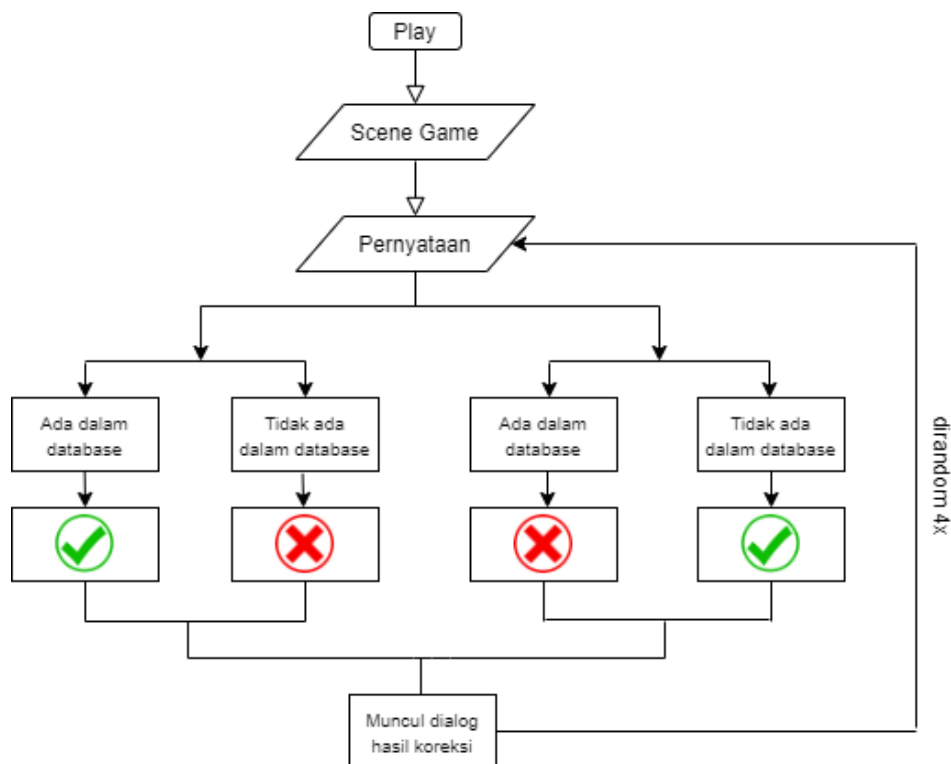 Play
Scene Game
Pernyataan
Ada dalam
database
Tidak ada
dalam database
Ada dalam
database
Tidak ada
dalam database
dirandom 4x
Muncul dialog
hasil koreksi